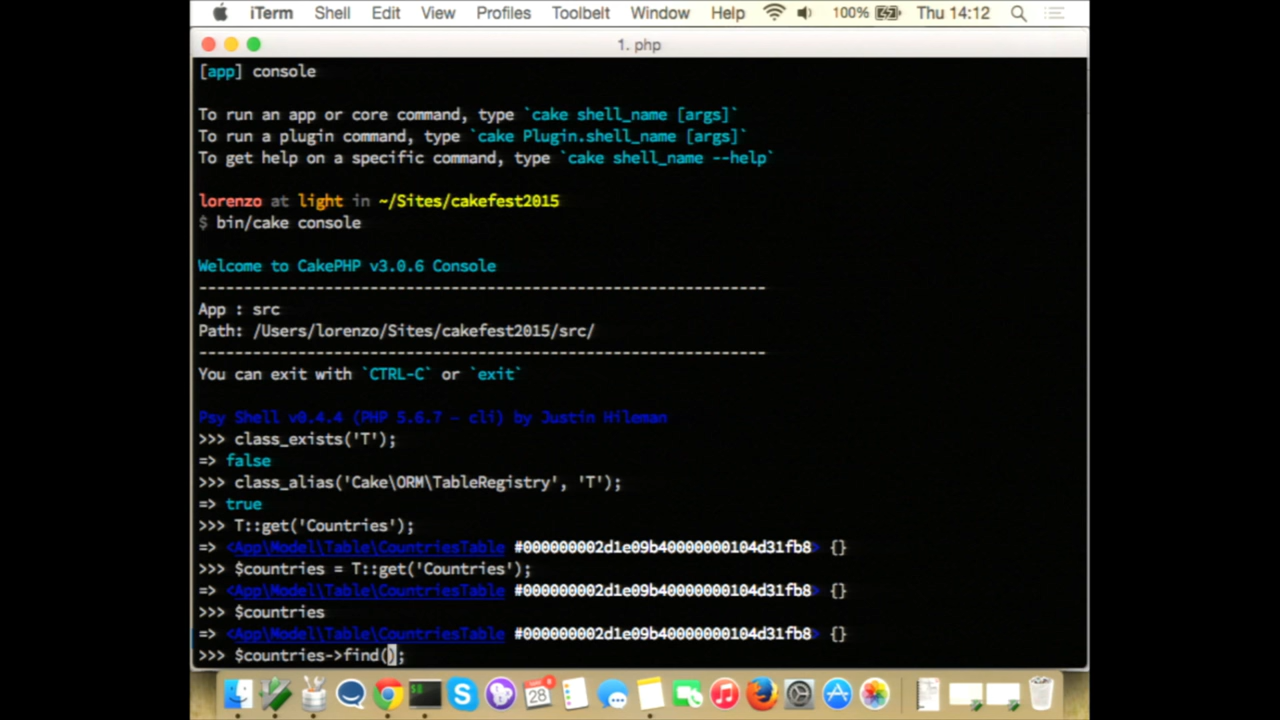 iTerm Shell Edit View Profiles Toolbelt Window Help 100% Thu 14:12
1. php
[app] console
To run an app or core command, type `cake shell_name [args]`
To run a plugin command, type `cake Plugin.shell_name [args]`
To get help on a specific command, type `cake shell_name --help`
lorenzo at light in ~/Sites/cakefest2015
$ bin/cake console
Welcome to CakePHP v3.0.6 Console
---------------------------------------------------------------
App : src
Path: /Users/lorenzo/Sites/cakefest2015/src/
---------------------------------------------------------------
You can exit with `CTRL-C` or `exit`
Psy Shell v0.4.4 (PHP 5.6.7 — cli) by Justin Hileman
>>> class_exists('T');
=> false
>>> class_alias('Cake\ORM\TableRegistry', 'T');
=> true
>>> T::get('Countries');
=> <App\Model\Table\CountriesTable #000000002d1e09b40000000104d31fb8> {}
>>> $countries = T::get('Countries');
=> <App\Model\Table\CountriesTable #000000002d1e09b40000000104d31fb8> {}
>>> $countries
=> <App\Model\Table\CountriesTable #000000002d1e09b40000000104d31fb8> {}
>>> $countries->find();
28